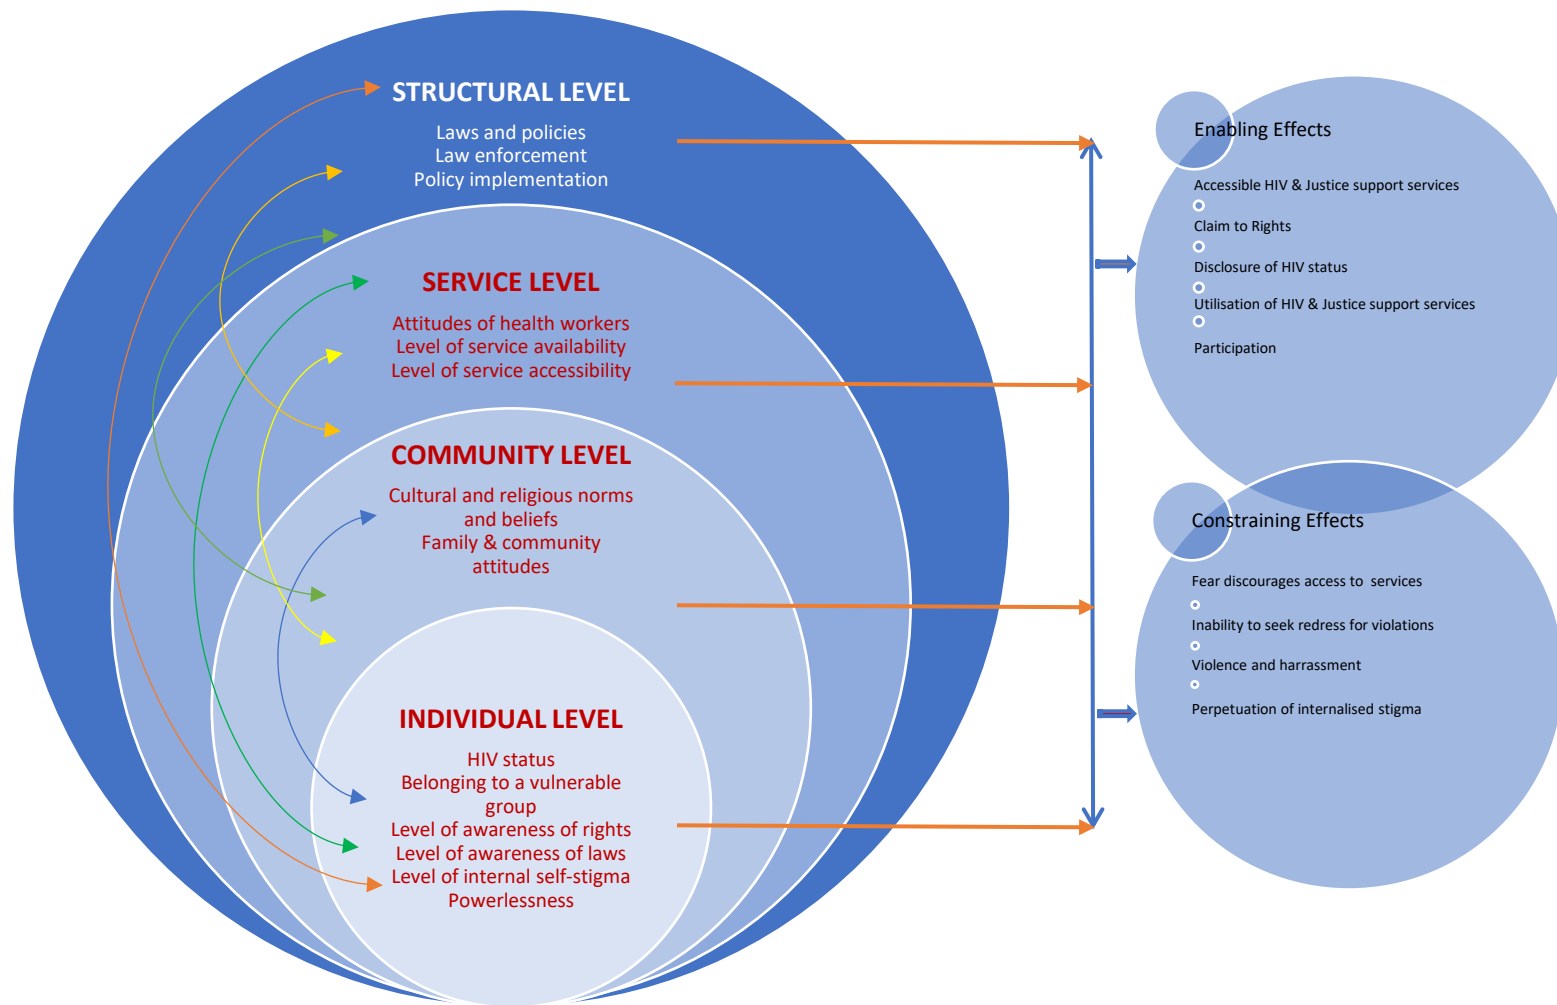 STRUCTURAL LEVEL
Laws and policies
Law enforcement
Policy implementation
SERVICE LEVEL
Attitudes of health workers
Level of service availability
Level of service accessibility
COMMUNITY LEVEL
Cultural and religious norms
and beliefs
Family & community
attitudes
INDIVIDUAL LEVEL
HIV status
Belonging to a vulnerable
group
Level of awareness of rights
Level of awareness of laws
Level of internal self-stigma
Powerlessness
Enabling Effects
Accessible HIV & Justice support services
Claim to Rights
Disclosure of HIV status
Utilisation of HIV & Justice support services
Participation
Constraining Effects
Fear discourages access to  services
Inability to seek redress for violations
Violence and harrassment
Perpetuation of internalised stigma